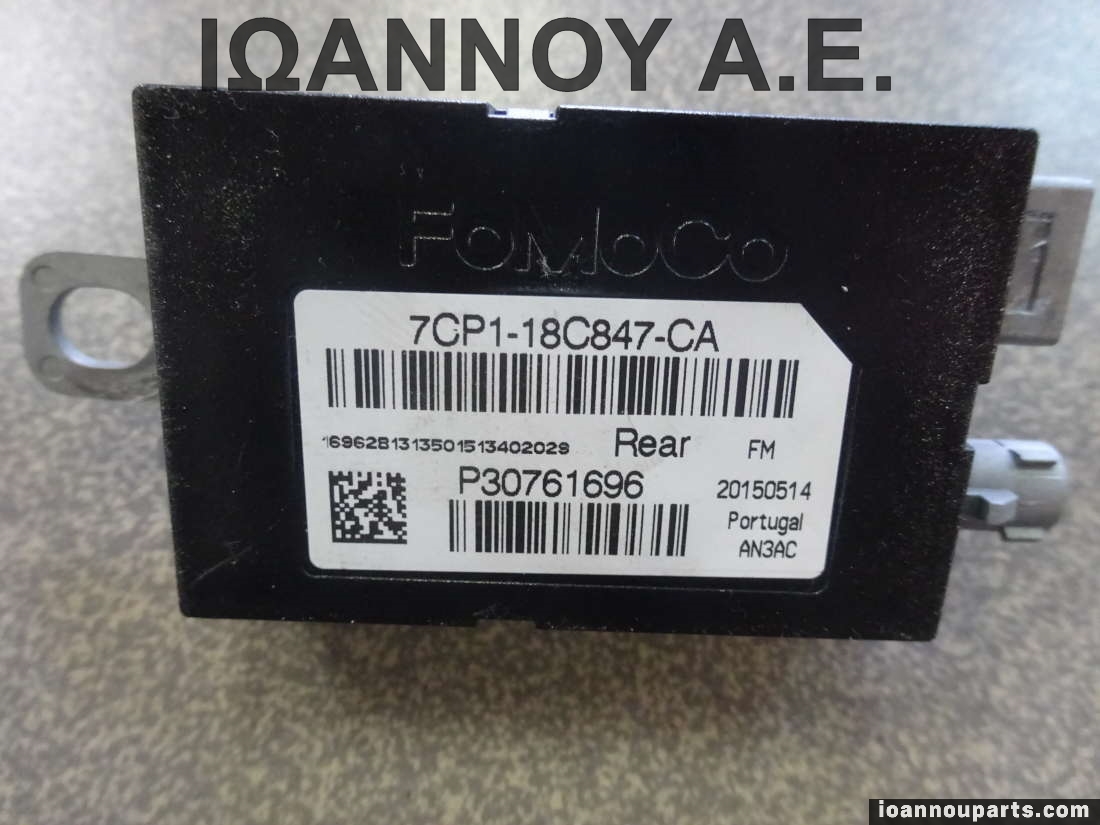 ΙΩΑΝΝΟΥ Α.Ε.
FoMoCo
7CP1-18C847-CA
1696281313501513402029 Rear FM
P30761696 20150514
Portugal
AN3AC
ioannouparts.com